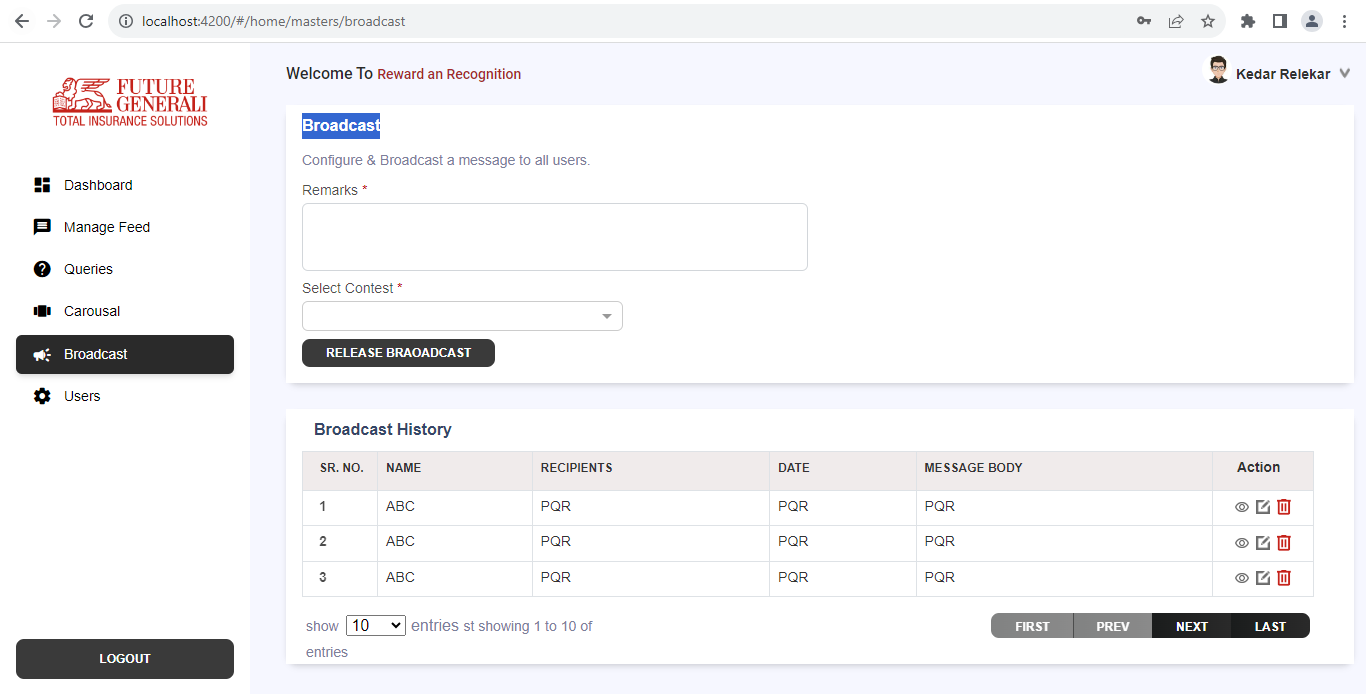 localhost:4200/#/home/masters/broadcast
FUTURE
GENERALI
TOTAL INSURANCE SOLUTIONS
Dashboard
Manage Feed
Queries
Carousal
Broadcast
Users
LOGOUT
Welcome To Reward an Recognition
Kedar Relekar
Broadcast
Configure & Broadcast a message to all users.
Remarks *
Select Contest *
RELEASE BRAOADCAST
Broadcast History
SR. NO. NAME RECIPIENTS DATE MESSAGE BODY Action
1 ABC PQR PQR PQR
2 ABC PQR PQR PQR
3 ABC PQR PQR PQR
show 10 entries st showing 1 to 10 of
entries
FIRST PREV NEXT LAST